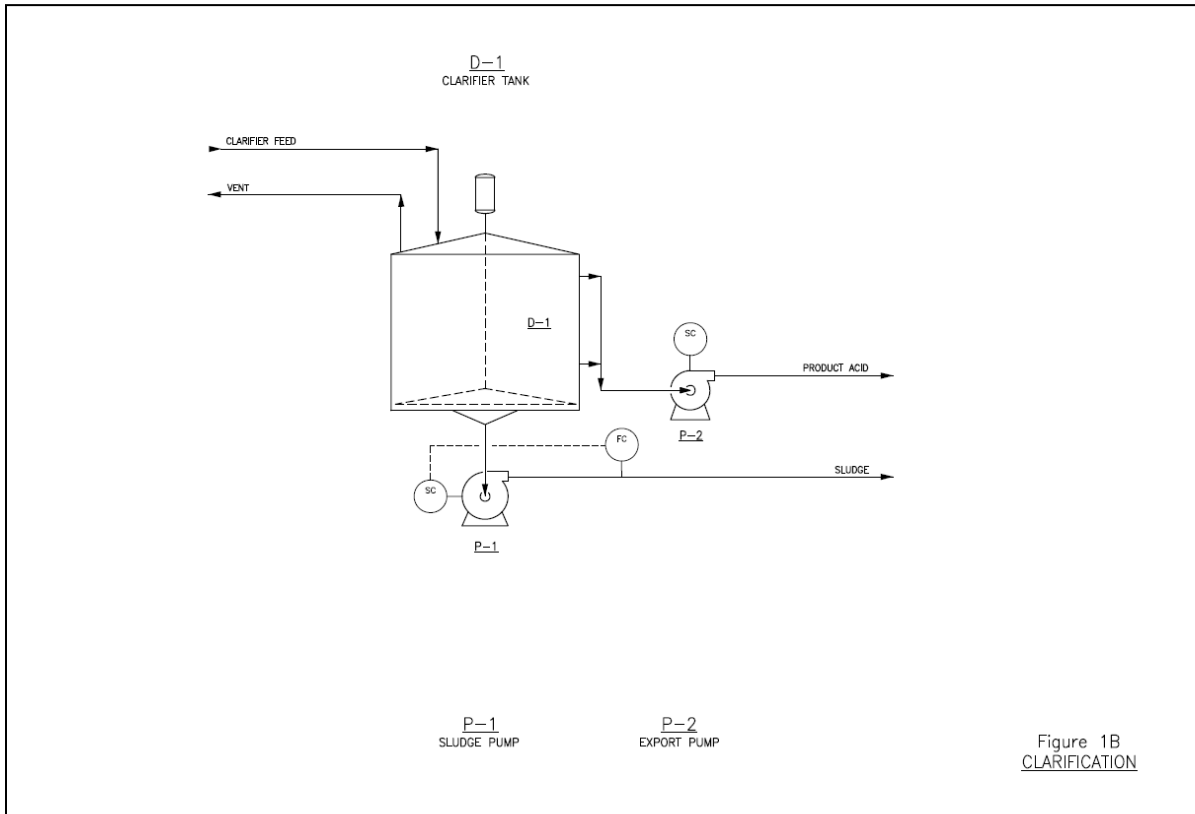 D-1
CLARIFIER TANK
CLARIFIER FEED
VENT
D-1
SC
PRODUCT ACID
P-2
FC
SLUDGE
SC
P-1
P-1
SLUDGE PUMP
P-2
EXPORT PUMP
Figure 1B
CLARIFICATION